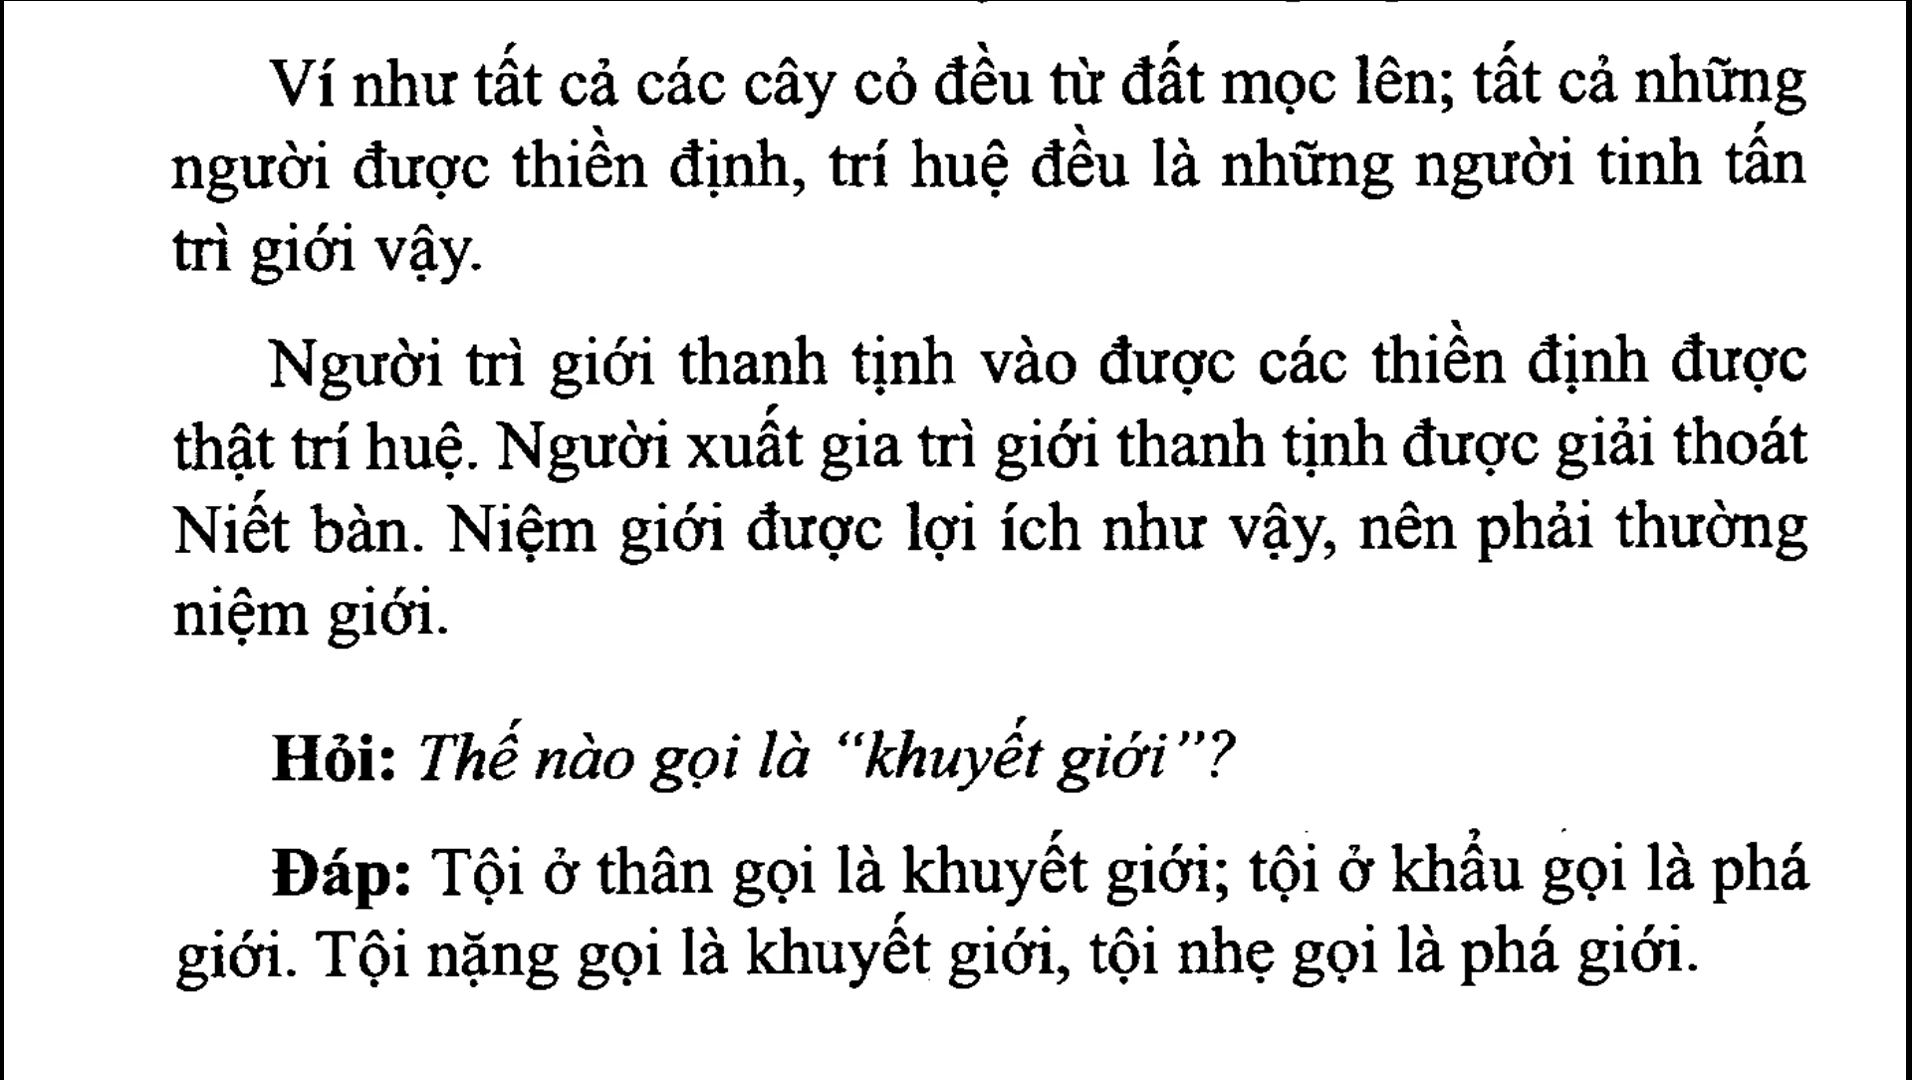 Ví như tất cả các cây cỏ đều từ đất mọc lên; tất cả những
người được thiền định, trí huệ đều là những người tinh tấn
trì giới vậy.
Người trì giới thanh tịnh vào được các thiền định được
thật trí huệ. Người xuất gia trì giới thanh tịnh được giải thoát
Niết bàn. Niệm giới được lợi ích như vậy, nên phải thường
niệm giới.
Hỏi: Thế nào gọi là “khuyết giới”?
Đáp: Tội ở thân gọi là khuyết giới; tội ở khẩu gọi là phá
giới. Tội nặng gọi là khuyết giới, tội nhẹ gọi là phá giới.